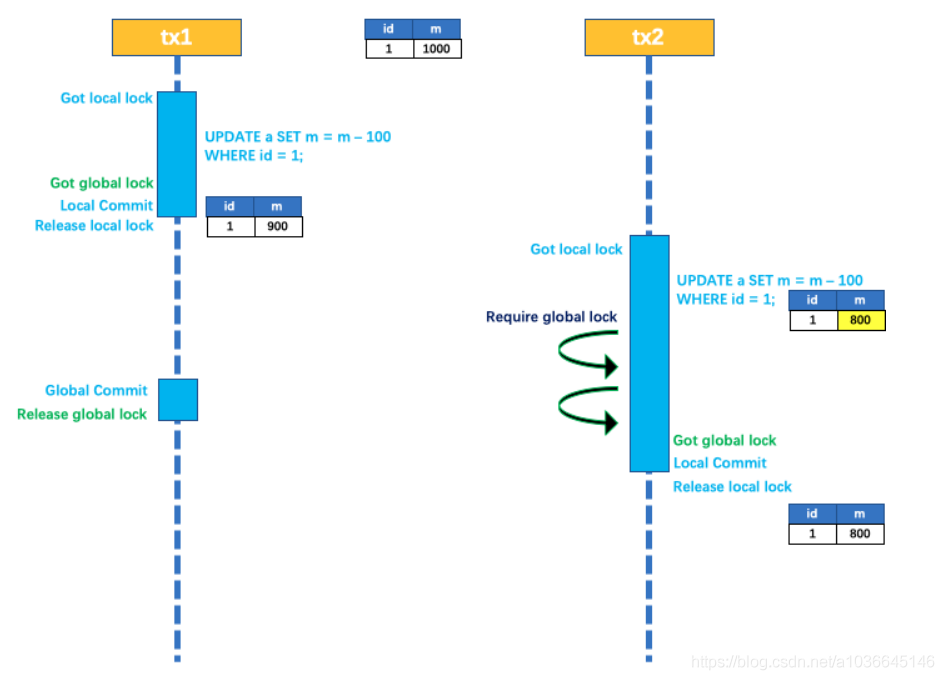 tx1
id m
1 1000
tx2
Got local lock
UPDATE a SET m = m – 100
WHERE id = 1;
Got global lock
Local Commit
Release local lock
id m
1 900
Got local lock
UPDATE a SET m = m – 100
WHERE id = 1;
id m
1 800
Require global lock
Global Commit
Release global lock
Got global lock
Local Commit
Release local lock
id m
1 800
https://blog.csdn.net/a1036645146